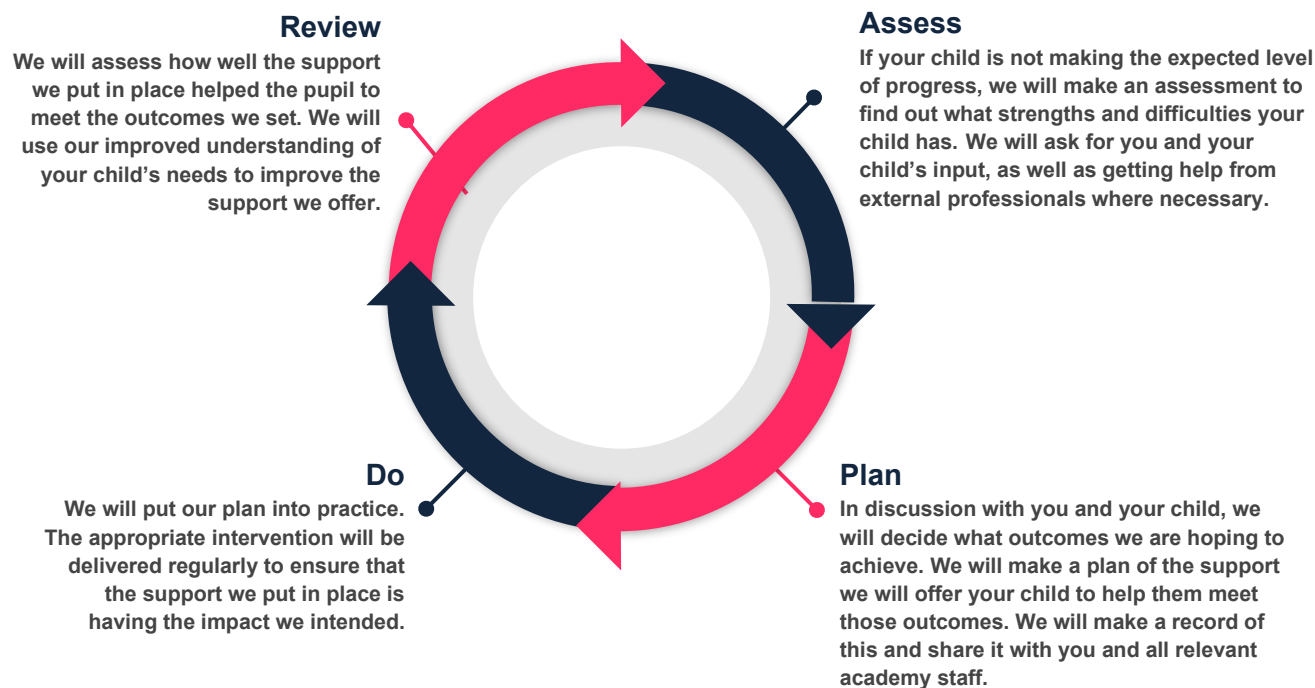 Review
We will assess how well the support
we put in place helped the pupil to
meet the outcomes we set. We will
use our improved understanding of
your child’s needs to improve the
support we offer.
Assess
If your child is not making the expected level
of progress, we will make an assessment to
find out what strengths and difficulties your
child has. We will ask for you and your
child’s input, as well as getting help from
external professionals where necessary.
Do
We will put our plan into practice.
The appropriate intervention will be
delivered regularly to ensure that
the support we put in place is
having the impact we intended.
Plan
In discussion with you and your child, we
will decide what outcomes we are hoping to
achieve. We will make a plan of the support
we will offer your child to help them meet
those outcomes. We will make a record of
this and share it with you and all relevant
academy staff.